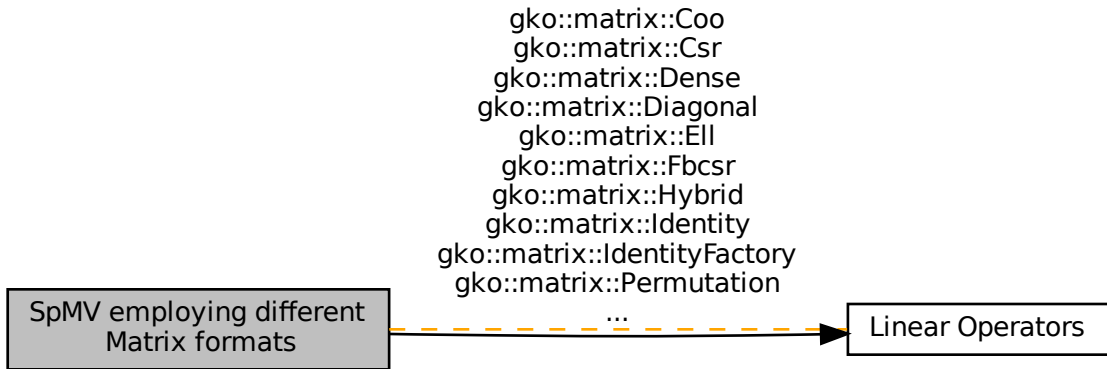 gko::matrix::Coo
gko::matrix::Csr
gko::matrix::Dense
gko::matrix::Diagonal
gko::matrix::Ell
gko::matrix::Fbcsr
gko::matrix::Hybrid
gko::matrix::Identity
gko::matrix::IdentityFactory
gko::matrix::Permutation
...
SpMV employing different
Matrix formats
Linear Operators